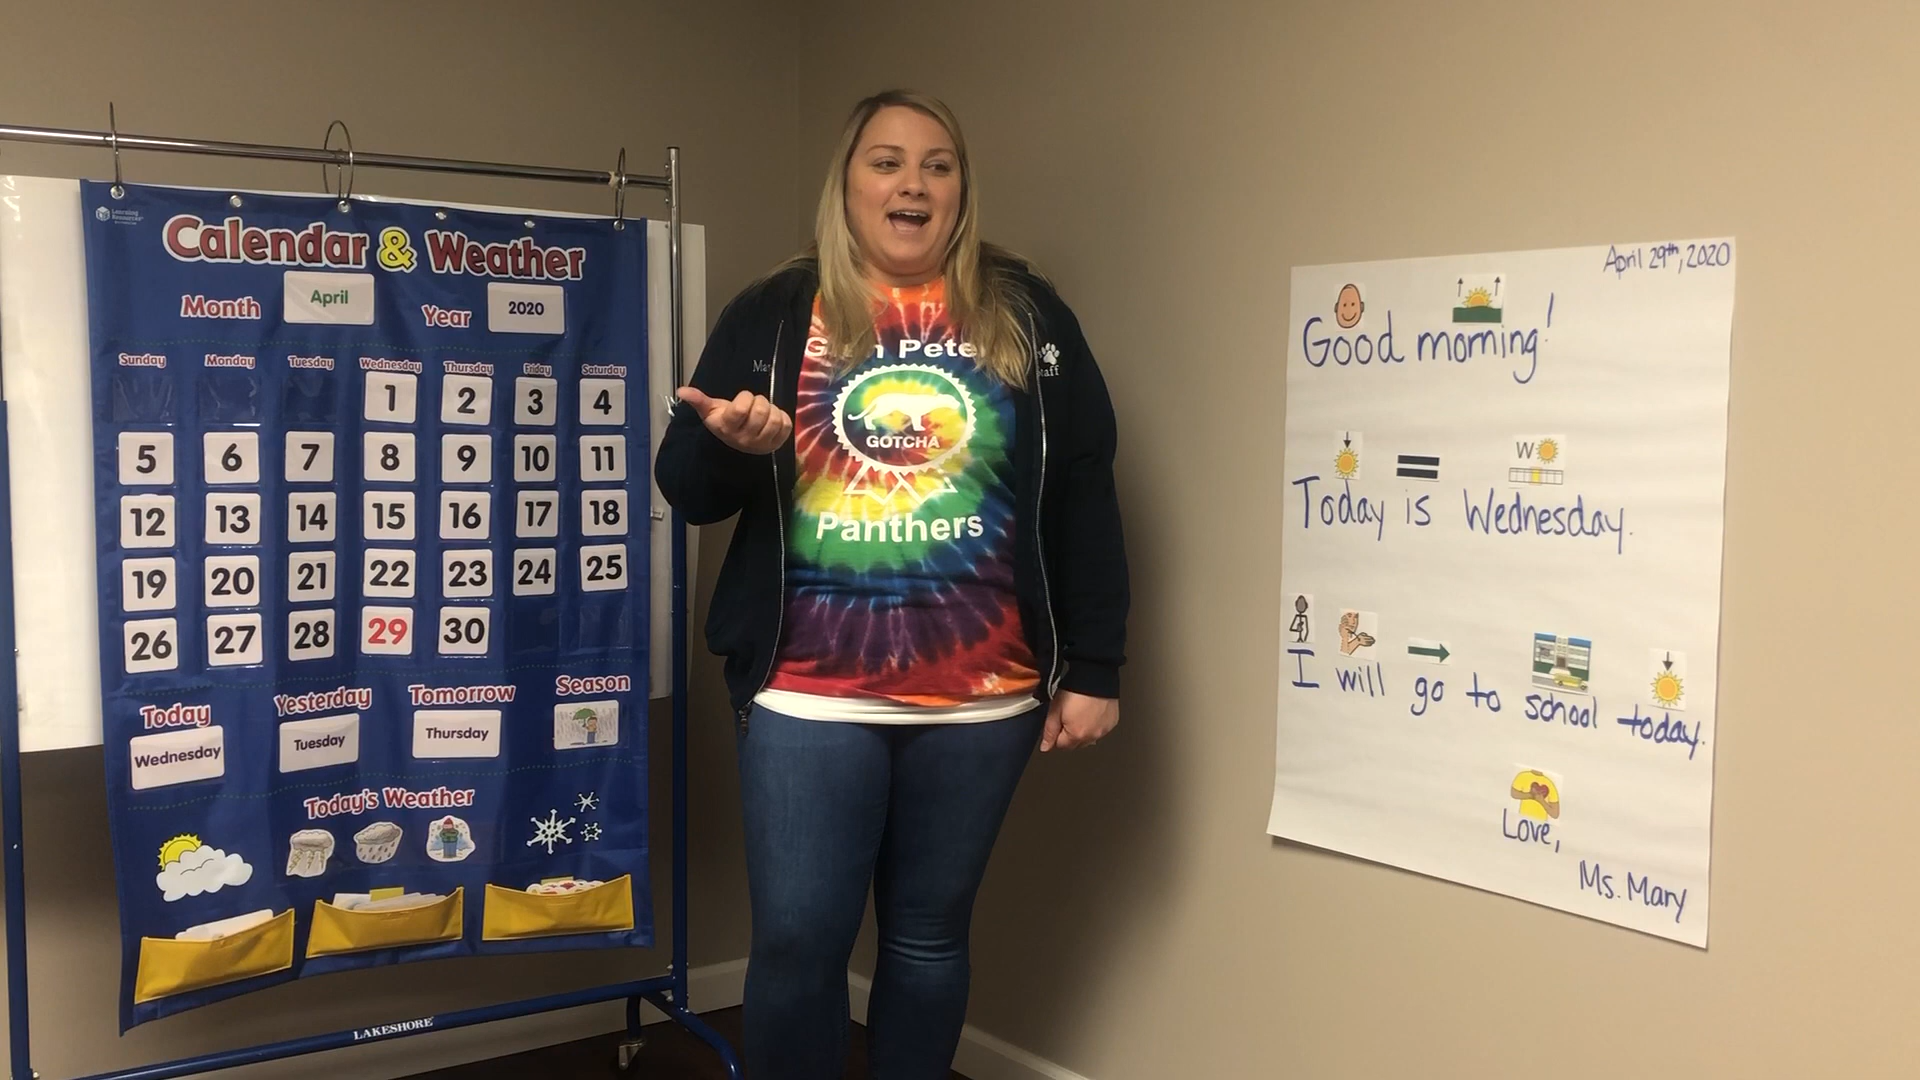 Learning Resources
Calendar & Weather
Month April Year 2020
Sunday Monday Tuesday Wednesday Thursday Friday Saturday
1 2 3 4
5 6 7 8 9 10 11
12 13 14 15 16 17 18
19 20 21 22 23 24 25
26 27 28 29 30
Today Yesterday Tomorrow Season
Wednesday Tuesday Thursday
Today's Weather
LAKESHORE
GOTCHA
Panthers
Staff
April 29th, 2020
Good morning!
W
Today is Wednesday.
I will go to school today.
Love,
Ms. Mary